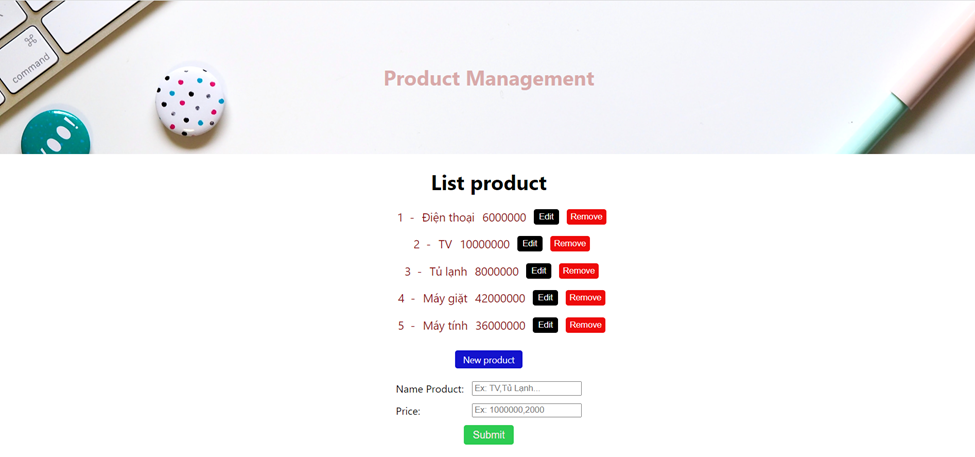 ⌘
command
YOO!
Product Management
List product
1 - Điện thoại 6000000 Edit Remove
2 - TV 10000000 Edit Remove
3 - Tủ lạnh 8000000 Edit Remove
4 - Máy giặt 42000000 Edit Remove
5 - Máy tính 36000000 Edit Remove
New product
Name Product: Ex: TV,Tủ Lạnh...
Price: Ex: 1000000,2000
Submit